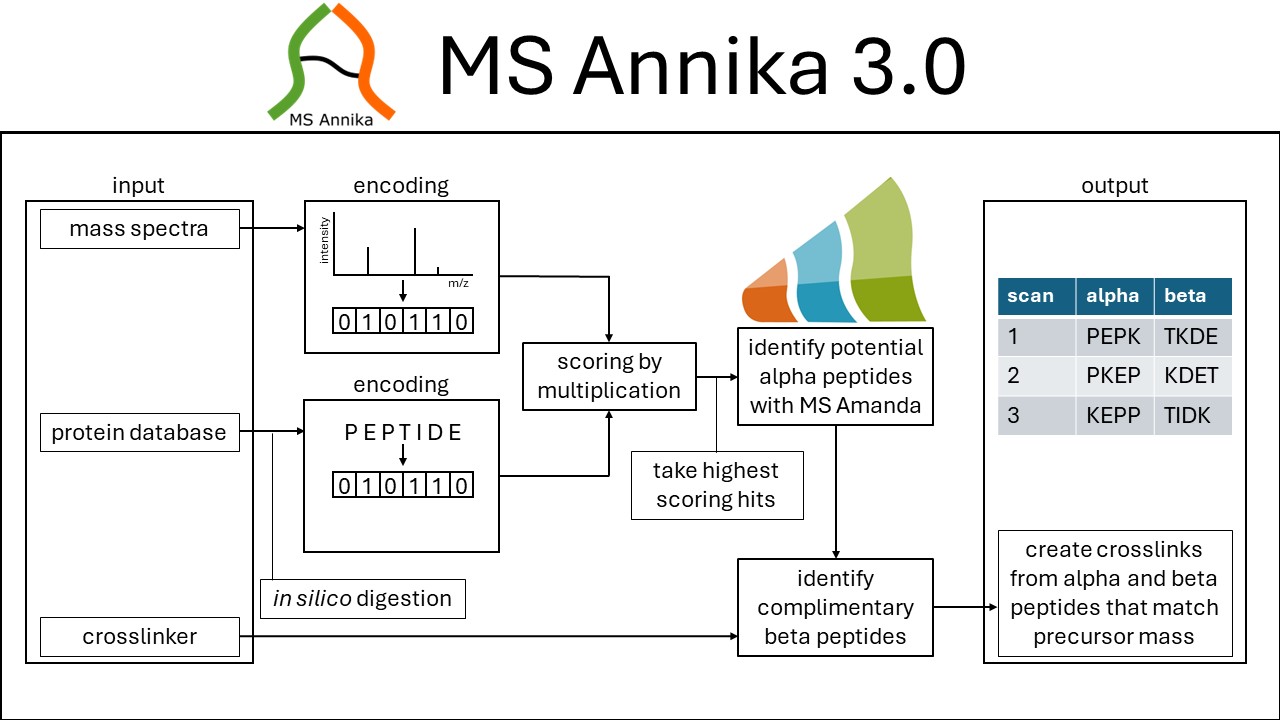 MS Annika
MS Annika 3.0
input
mass spectra
protein database
crosslinker
encoding
intensity
m/z
0 1 0 1 1 0
encoding
P E P T I D E
0 1 0 1 1 0
in silico digestion
scoring by
multiplication
take highest
scoring hits
identify potential
alpha peptides
with MS Amanda
identify
complimentary
beta peptides
output
scan alpha beta
1 PEPK TKDE
2 PKEP KDET
3 KEPP TIDK
create crosslinks
from alpha and beta
peptides that match
precursor mass